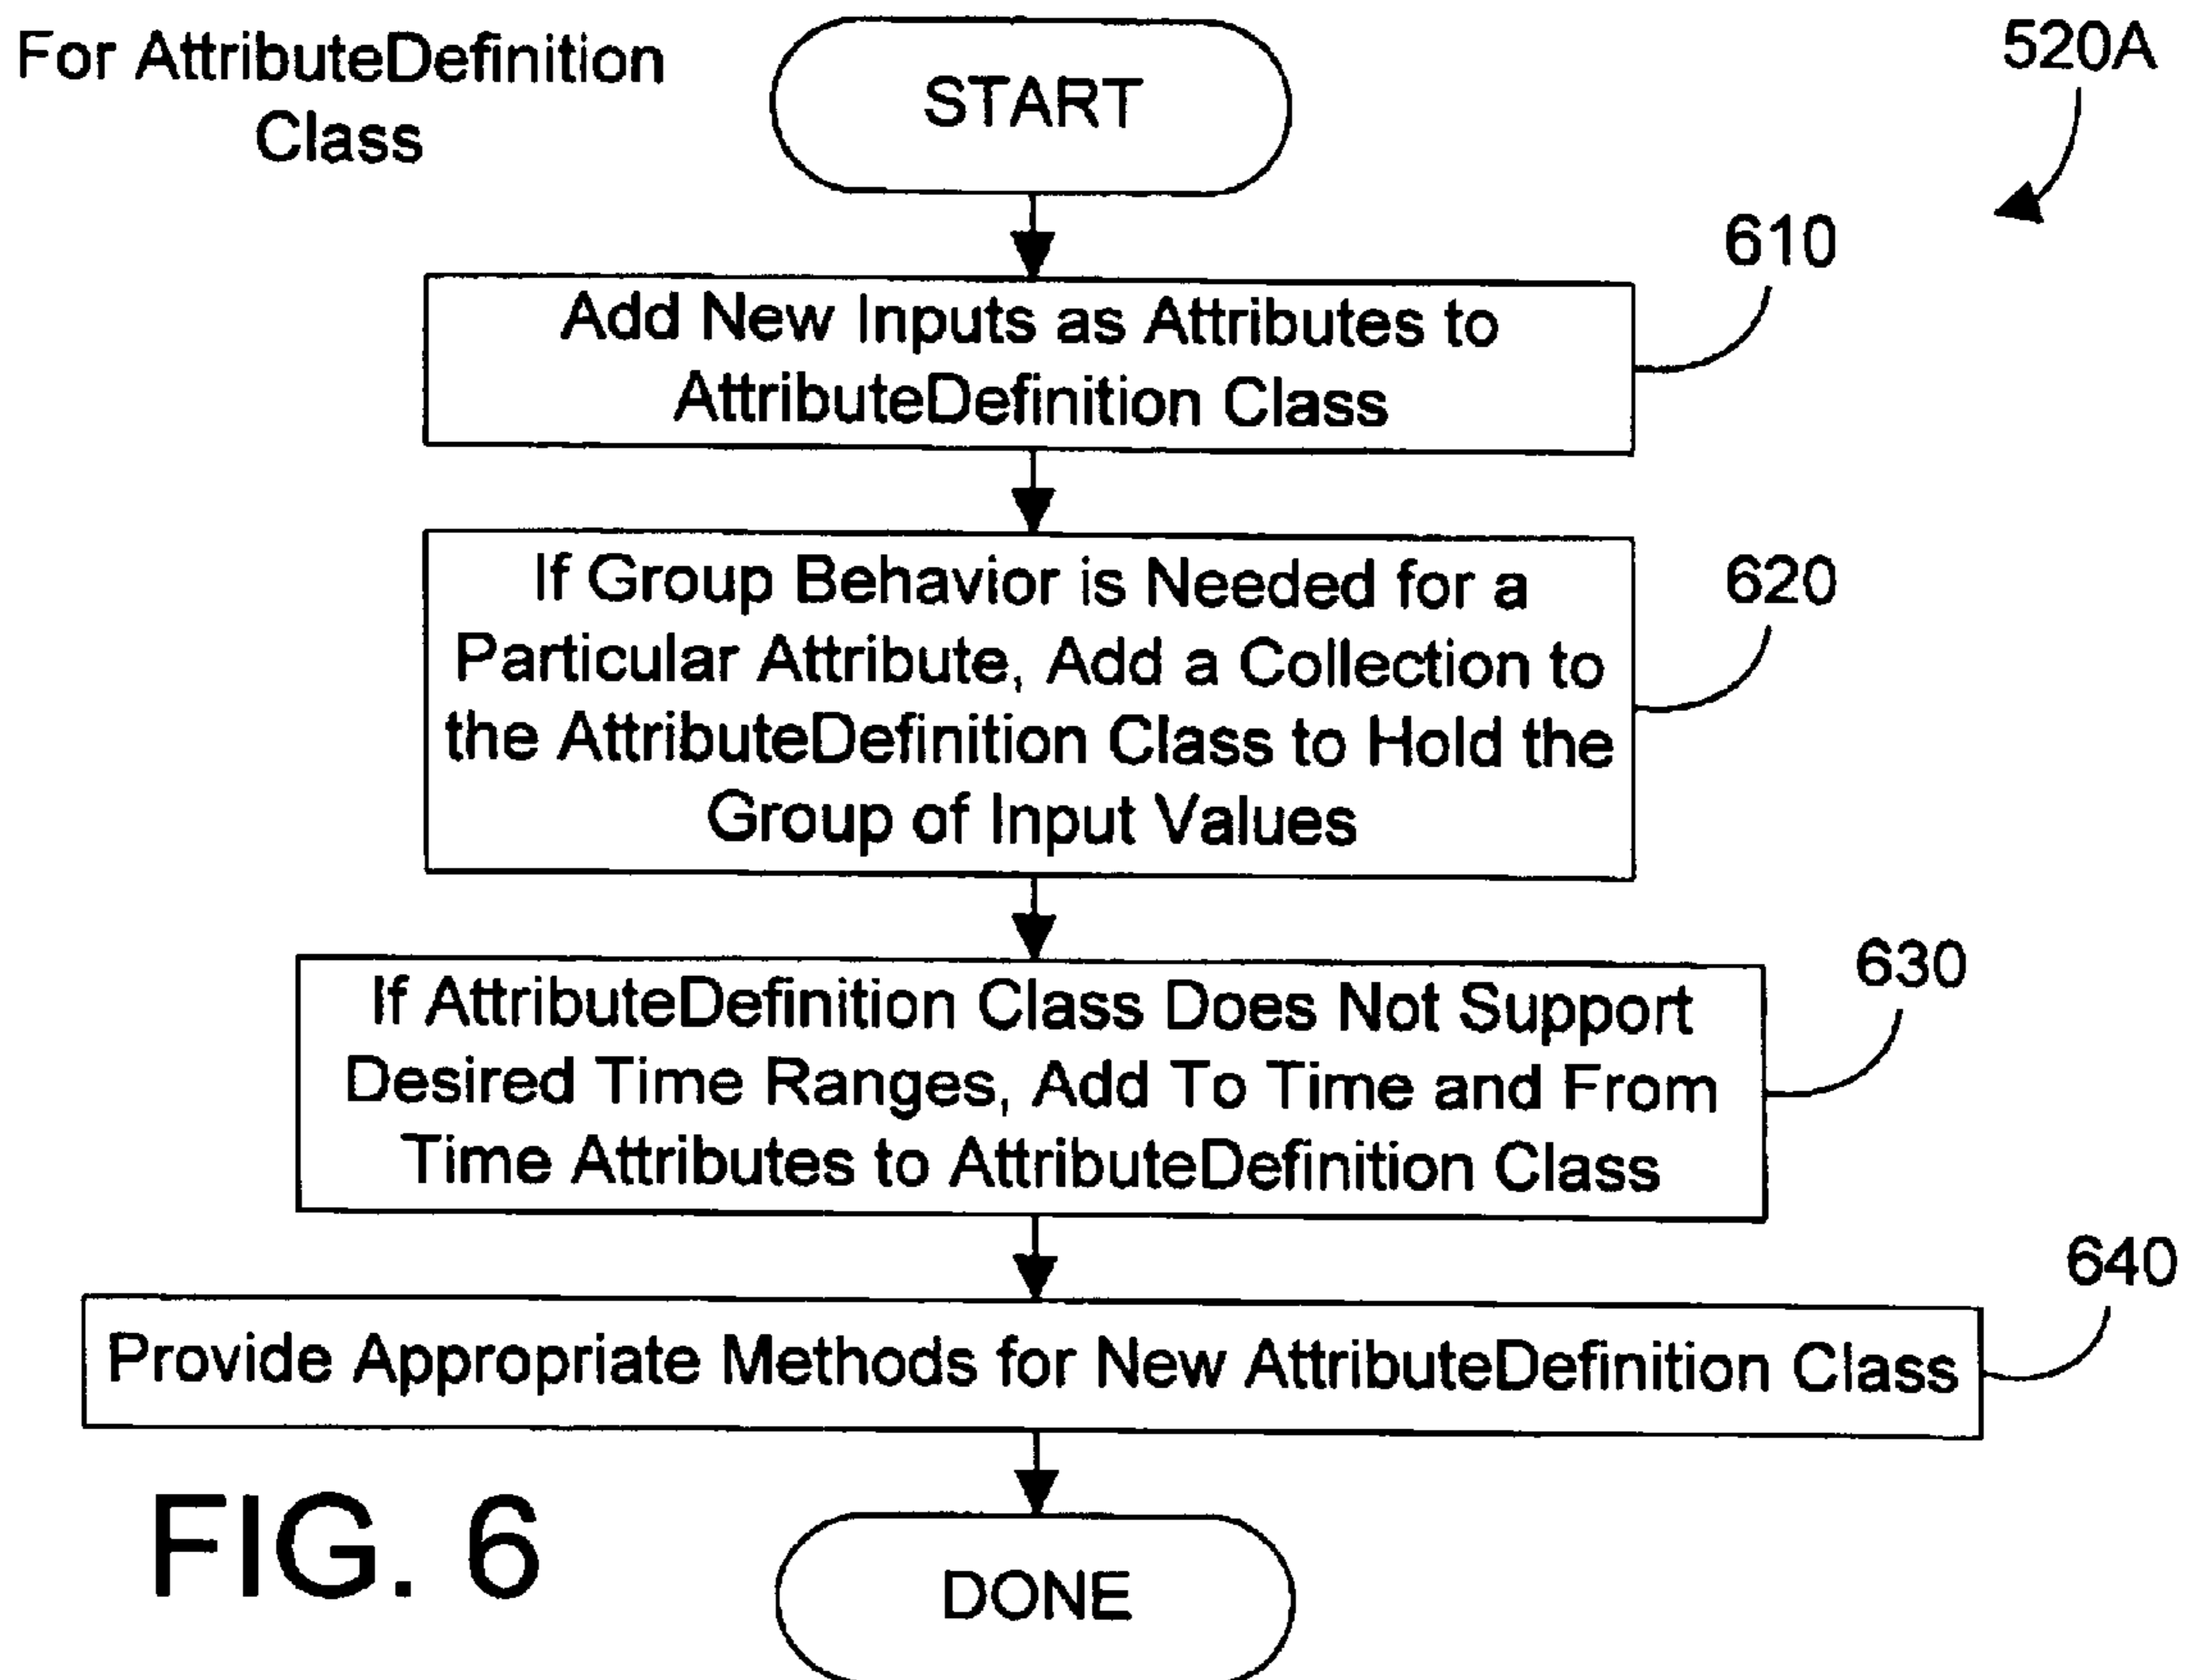 For AttributeDefinition
Class
START
520A
610
Add New Inputs as Attributes to
AttributeDefinition Class
620
If Group Behavior is Needed for a
Particular Attribute, Add a Collection to
the AttributeDefinition Class to Hold the
Group of Input Values
630
If AttributeDefinition Class Does Not Support
Desired Time Ranges, Add To Time and From
Time Attributes to AttributeDefinition Class
640
Provide Appropriate Methods for New AttributeDefinition Class
FIG. 6
DONE